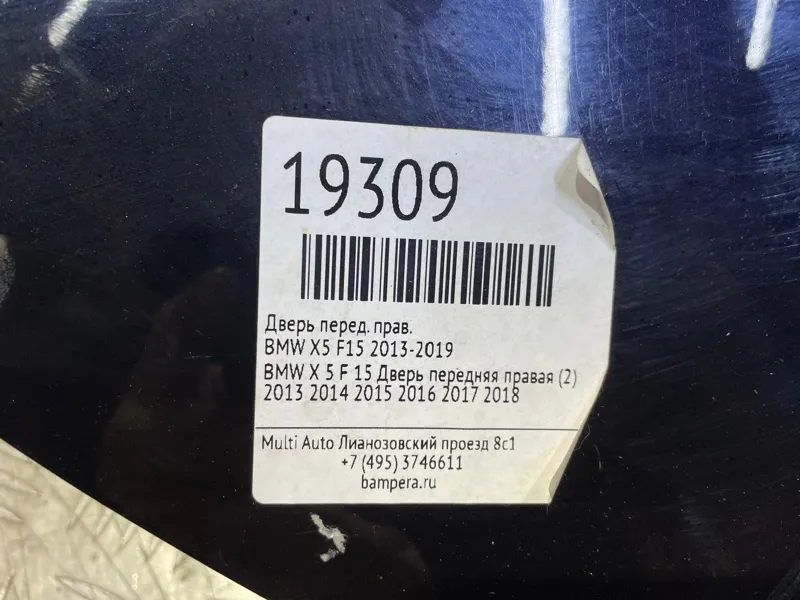 19309
Дверь перед. прав.
BMW X5 F15 2013-2019
BMW X 5 F 15 Дверь передняя правая (2)
2013 2014 2015 2016 2017 2018
Multi Auto Лианозовский проезд 8с1
+7 (495) 3746611
bampera.ru